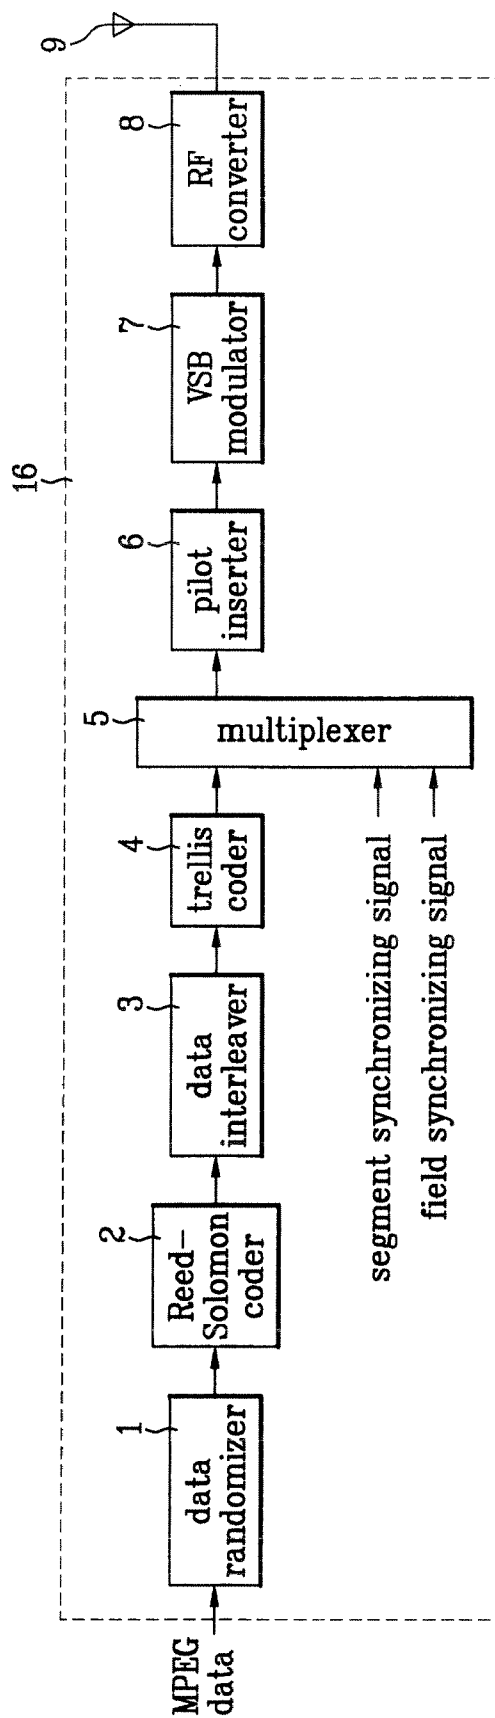 MPEG
data
1
data
randomizer
2
Reed-
Solomon
coder
3
data
interleaver
4
trellis
coder
5
multiplexer
segment synchronizing signal
field synchronizing signal
6
pilot
inserter
7
VSB
modulator
8
RF
converter
9
16